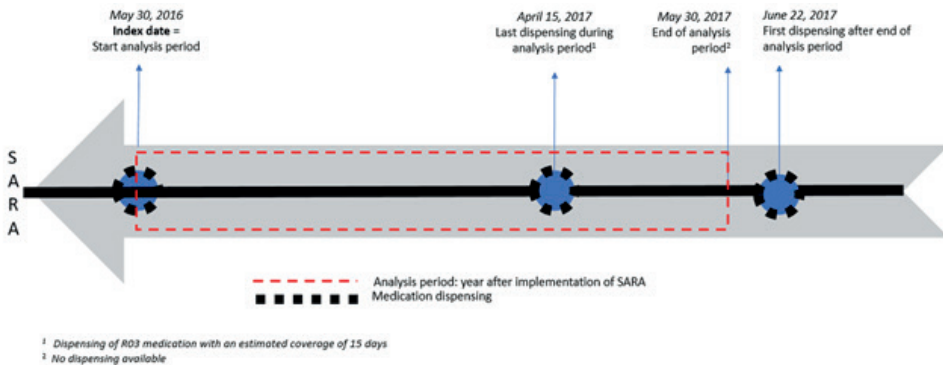 May 30, 2016
Index date =
Start analysis period
April 15, 2017
Last dispensing during
analysis period¹
May 30, 2017
End of analysis
period²
June 22, 2017
First dispensing after end of
analysis period
S
A
R
A
Analysis period: year after implementation of SARA
Medication dispensing
¹ Dispensing of R03 medication with an estimated coverage of 15 days
² No dispensing available